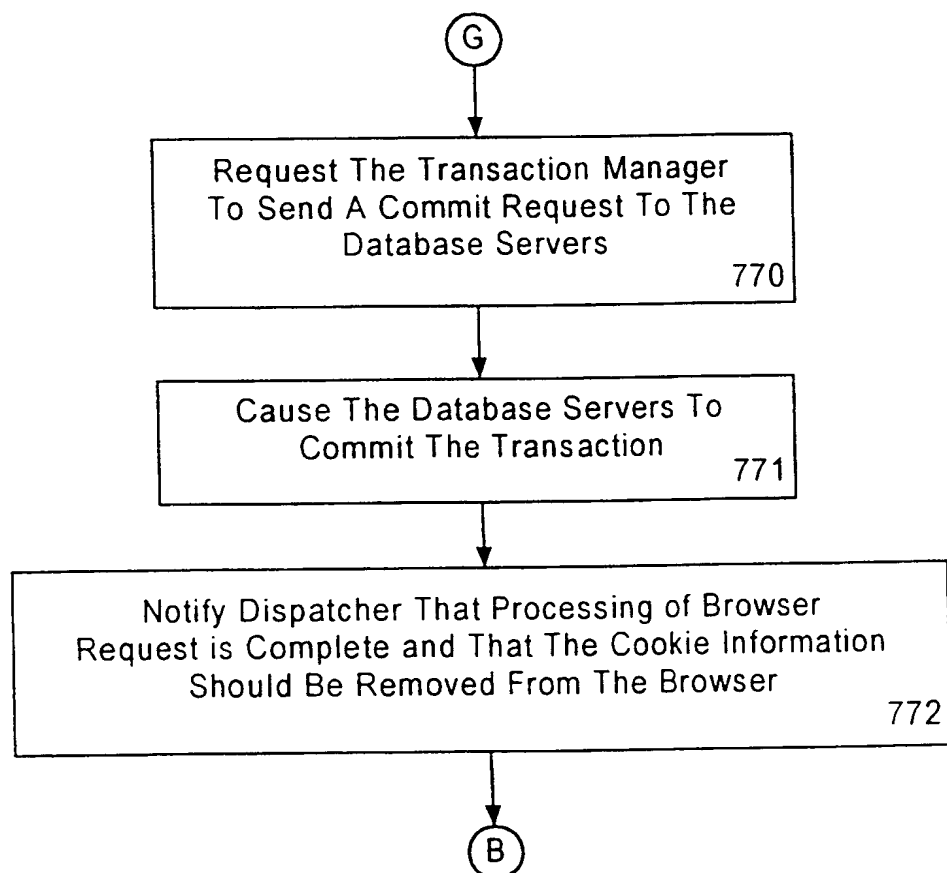 G
Request The Transaction Manager
To Send A Commit Request To The
Database Servers
770
Cause The Database Servers To
Commit The Transaction
771
Notify Dispatcher That Processing of Browser
Request is Complete and That The Cookie Information
Should Be Removed From The Browser
772
B